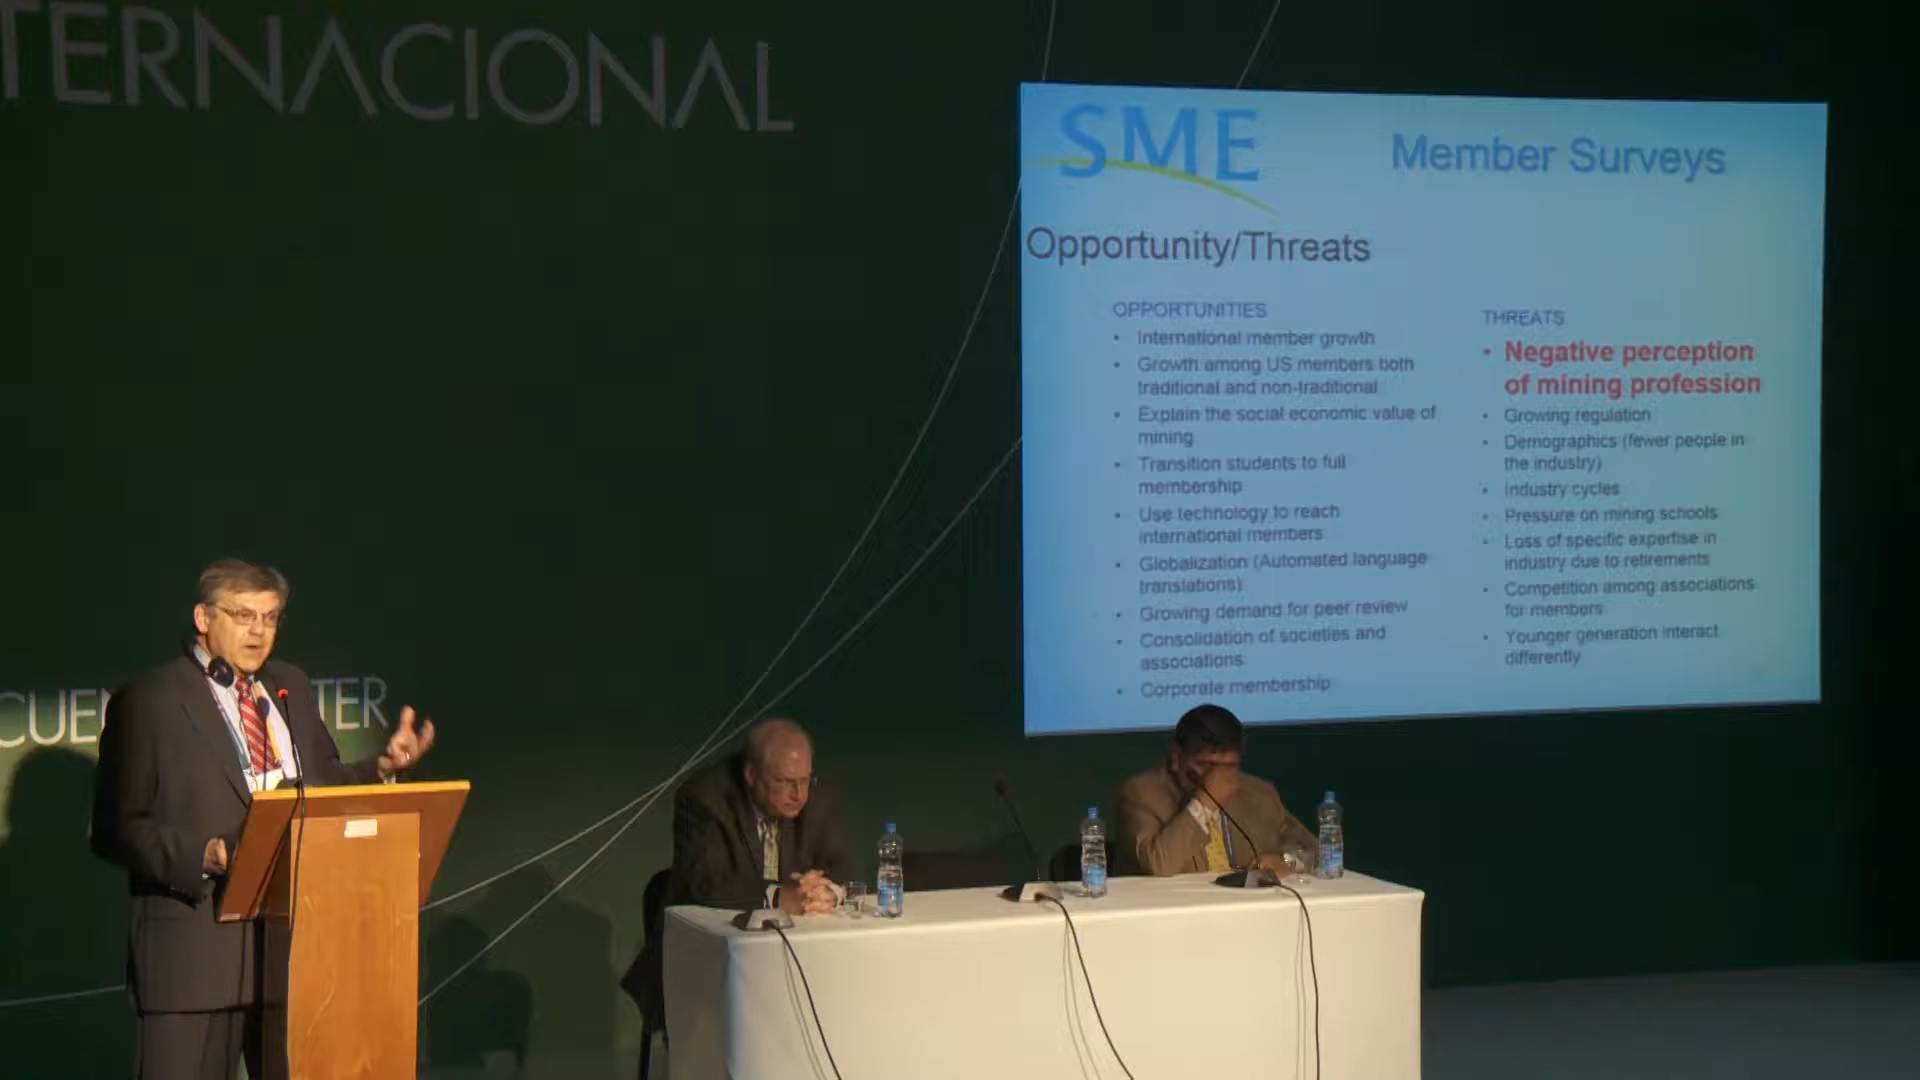 TERNACIONAL
SME
Member Surveys
Opportunity/Threats
OPPORTUNITIES
• International member growth
• Growth among US members both
traditional and non-traditional
• Explain the social economic value of
mining
• Transition students to full
membership
• Use technology to reach
international members
• Globalization (Automated language
translations)
• Growing demand for peer review
• Consolidation of societies and
associations
• Corporate membership
THREATS
• Negative perception
of mining profession
• Growing regulation
• Demographics (fewer people in
the industry)
• Industry cycles
• Pressure on mining schools
• Loss of specific expertise in
industry due to retirements
• Competition among associations
for members
• Younger generation interact
differently
CUEN TER